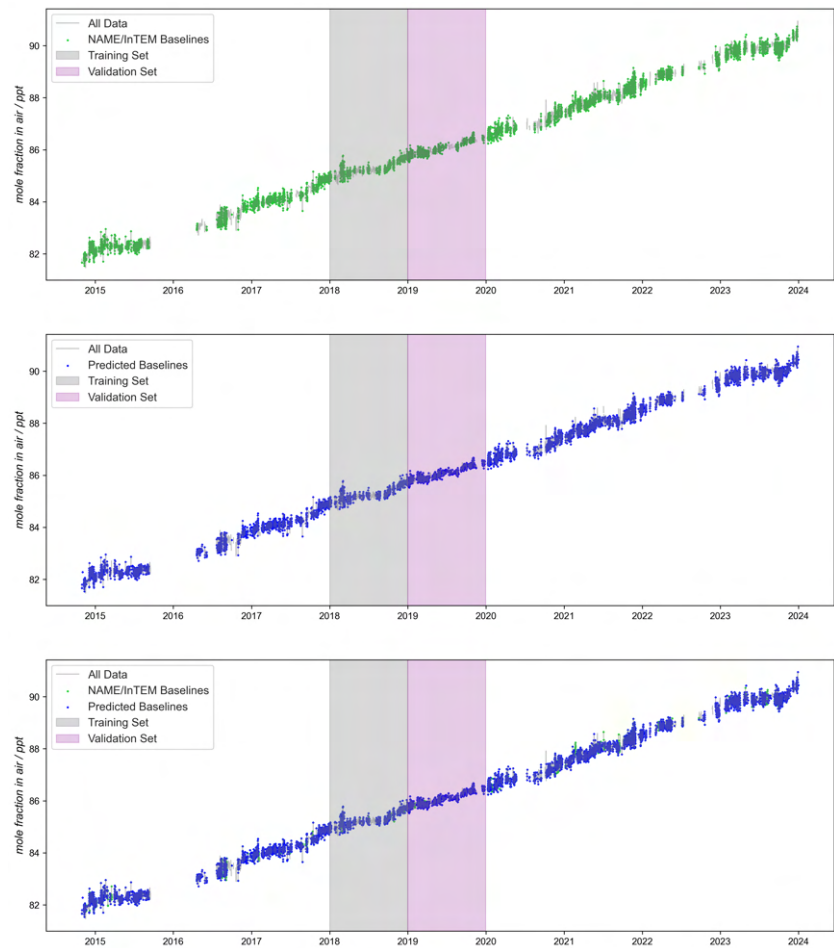 All Data
NAME/InTEM Baselines
Training Set
Validation Set
mole fraction in air / ppt
90
88
86
84
82
2015 2016 2017 2018 2019 2020 2021 2022 2023 2024
All Data
Predicted Baselines
Training Set
Validation Set
mole fraction in air / ppt
90
88
86
84
82
2015 2016 2017 2018 2019 2020 2021 2022 2023 2024
All Data
NAME/InTEM Baselines
Predicted Baselines
Training Set
Validation Set
mole fraction in air / ppt
90
88
86
84
82
2015 2016 2017 2018 2019 2020 2021 2022 2023 2024